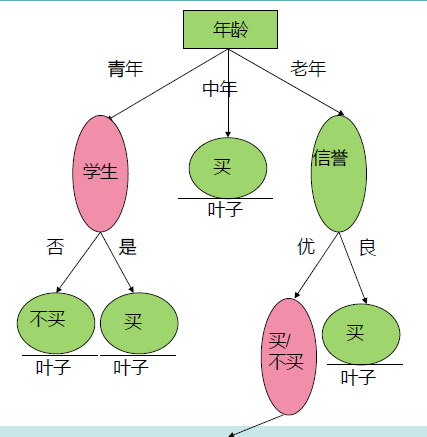 年龄
青年
中年
老年
学生
买
叶子
信誉
否
是
优
良
不买
叶子
买
叶子
买/
不买
买
叶子